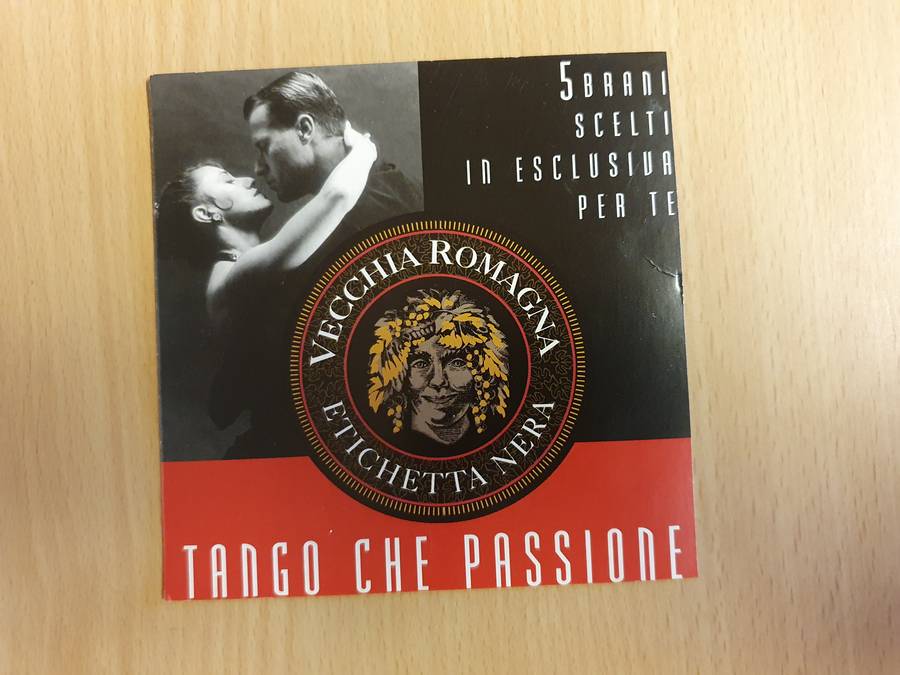 5 BRANI
SCELTI
IN ESCLUSIVA
PER TE
VECCHIA ROMAGNA
ETICHETTA NERA
TANGO CHE PASSIONE